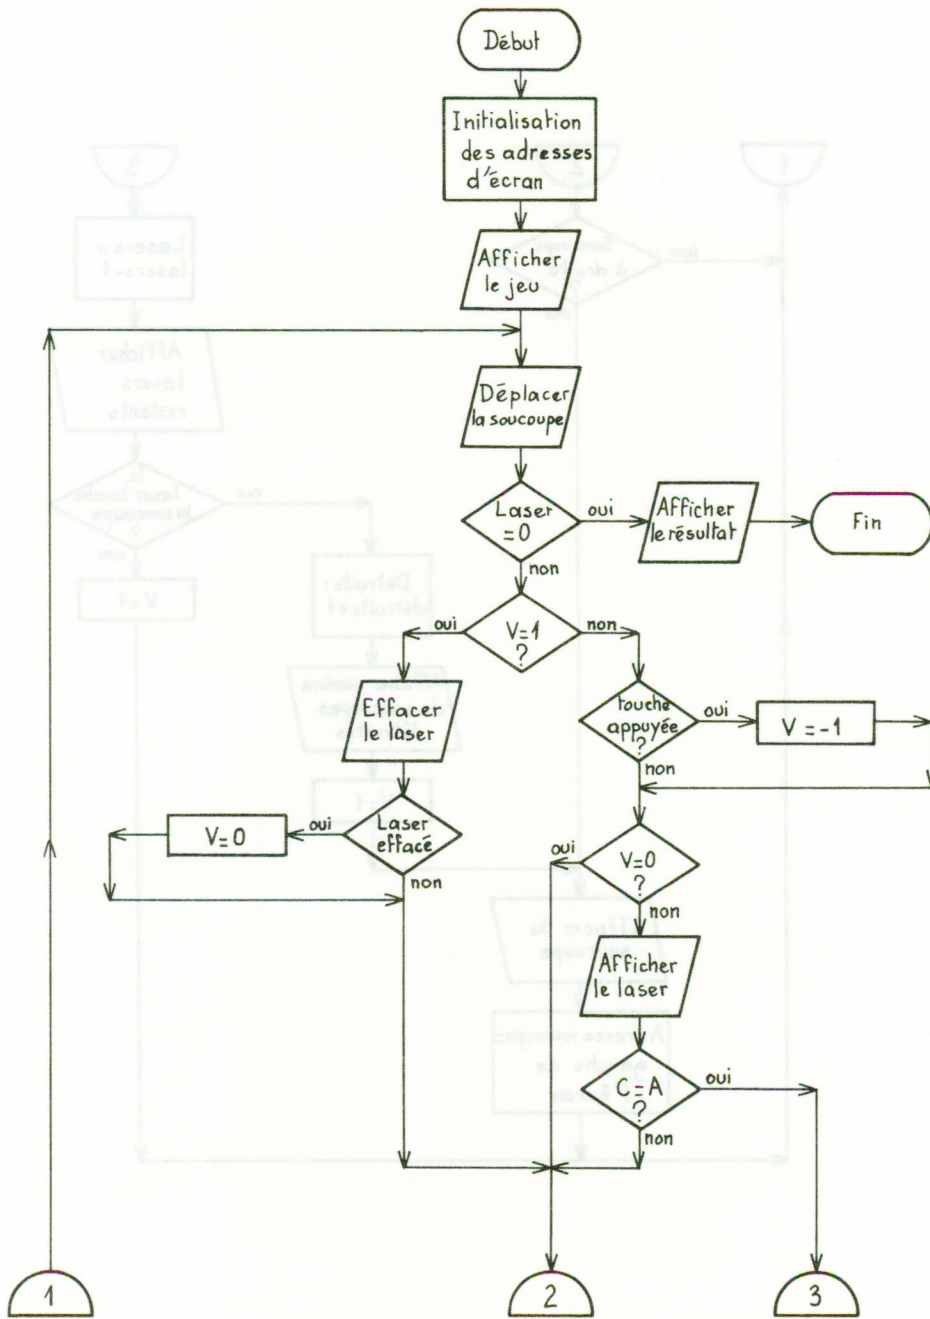 Début
Initialisation
des adresses
d'écran
Afficher
le jeu
Déplacer
la soucoupe
Laser
=0
oui
Afficher
le résultat
Fin
non
oui
V=1
?
non
Effacer
le laser
touche
appuyée
?
oui
V=-1
non
Laser
effacé
oui
V=0
non
oui
V=0
?
non
Afficher
le laser
C=A
?
oui
non
1
2
3